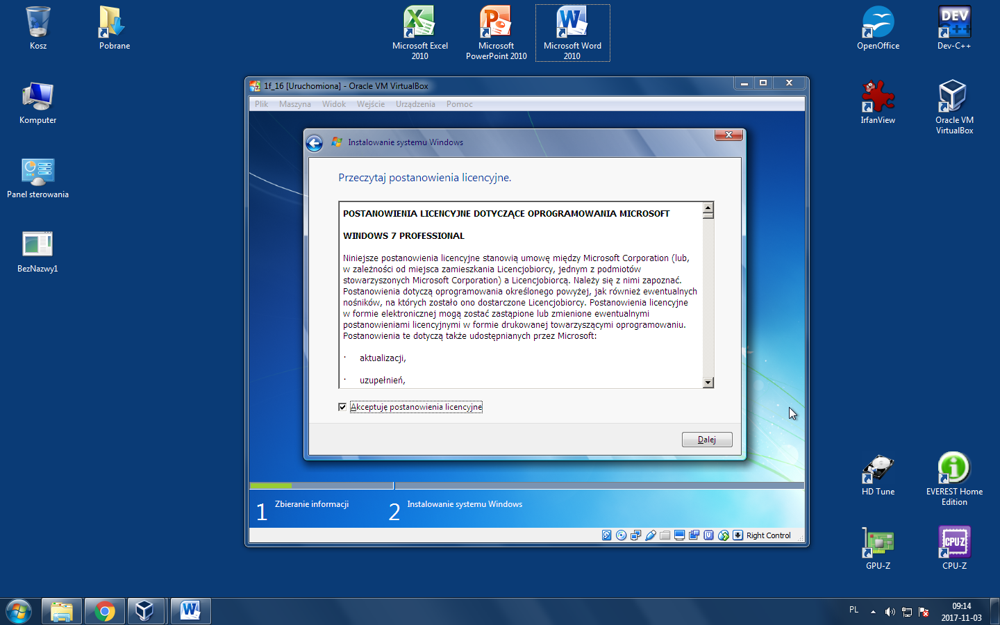 Kosz
Pobrane
Microsoft Excel
2010
Microsoft
PowerPoint 2010
Microsoft Word
2010
OpenOffice
DEV
C++
Dev-C++
Komputer
IrfanView
Oracle VM
VirtualBox
Panel sterowania
BezNazwy1
1f_16 [Uruchomiona] - Oracle VM VirtualBox
Plik Maszyna Widok Wejście Urządzenia Pomoc
Instalowanie systemu Windows
Przeczytaj postanowienia licencyjne.
POSTANOWIENIA LICENCYJNE DOTYCZĄCE OPROGRAMOWANIA MICROSOFT
WINDOWS 7 PROFESSIONAL
Niniejsze postanowienia licencyjne stanowią umowę między Microsoft Corporation (lub,
w zależności od miejsca zamieszkania Licencjobiorcy, jednym z podmiotów
stowarzyszonych Microsoft Corporation) a Licencjobiorcą. Należy się z nimi zapoznać.
Postanowienia dotyczą oprogramowania określonego powyżej, jak również ewentualnych
nośników, na których zostało ono dostarczone Licencjobiorcy. Postanowienia licencyjne
w formie elektronicznej mogą zostać zastąpione lub zmienione ewentualnymi
postanowieniami licencyjnymi w formie drukowanej towarzyszącymi oprogramowaniu.
Postanowienia te dotyczą także udostępnianych przez Microsoft:
· aktualizacji,
· uzupełnień,
Akceptuję postanowienia licencyjne
Dalej
1 Zbieranie informacji
2 Instalowanie systemu Windows
Right Control
HD Tune
EVEREST Home
Edition
GPU-Z
CPU-Z
CPU-Z
PL
09:14
2017-11-03